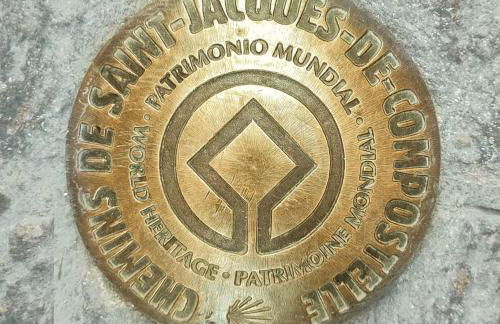 CHEMINS DE SAINT-JACQUES-DE-COMPOSTELLE
· PATRIMONIO MUNDIAL · WORLD HERITAGE · PATRIMOINE MONDIAL